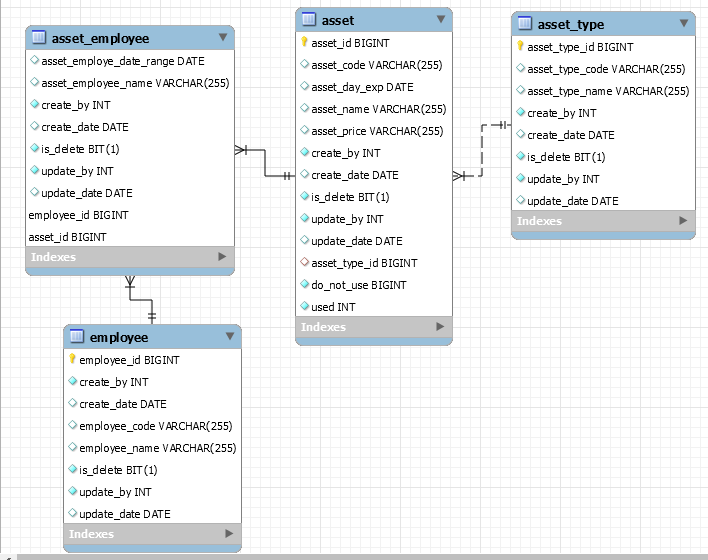 asset_employee
asset_employe_date_range DATE
asset_employee_name VARCHAR(255)
create_by INT
create_date DATE
is_delete BIT(1)
update_by INT
update_date DATE
employee_id BIGINT
asset_id BIGINT
Indexes
asset
asset_id BIGINT
asset_code VARCHAR(255)
asset_day_exp DATE
asset_name VARCHAR(255)
asset_price VARCHAR(255)
create_by INT
create_date DATE
is_delete BIT(1)
update_by INT
update_date DATE
asset_type_id BIGINT
do_not_use BIGINT
used INT
Indexes
asset_type
asset_type_id BIGINT
asset_type_code VARCHAR(255)
asset_type_name VARCHAR(255)
create_by INT
create_date DATE
is_delete BIT(1)
update_by INT
update_date DATE
Indexes
employee
employee_id BIGINT
create_by INT
create_date DATE
employee_code VARCHAR(255)
employee_name VARCHAR(255)
is_delete BIT(1)
update_by INT
update_date DATE
Indexes